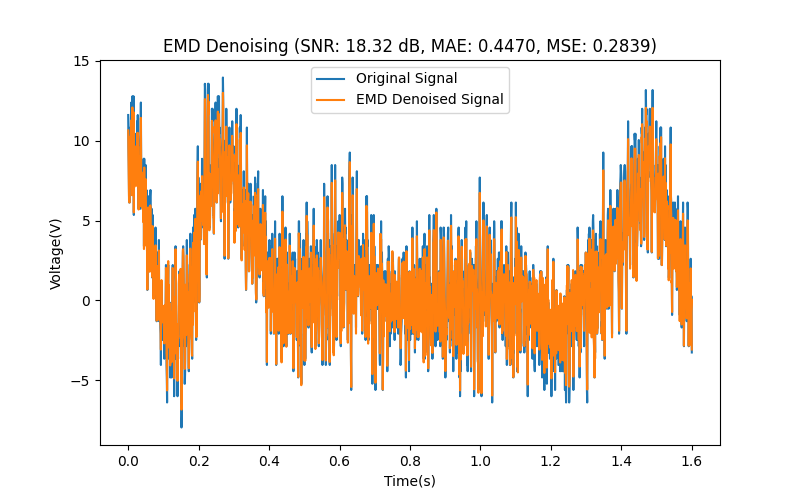 EMD Denoising (SNR: 18.32 dB, MAE: 0.4470, MSE: 0.2839)
Original Signal
EMD Denoised Signal
15
10
5
0
−5
Voltage(V)
0.0 0.2 0.4 0.6 0.8 1.0 1.2 1.4 1.6
Time(s)